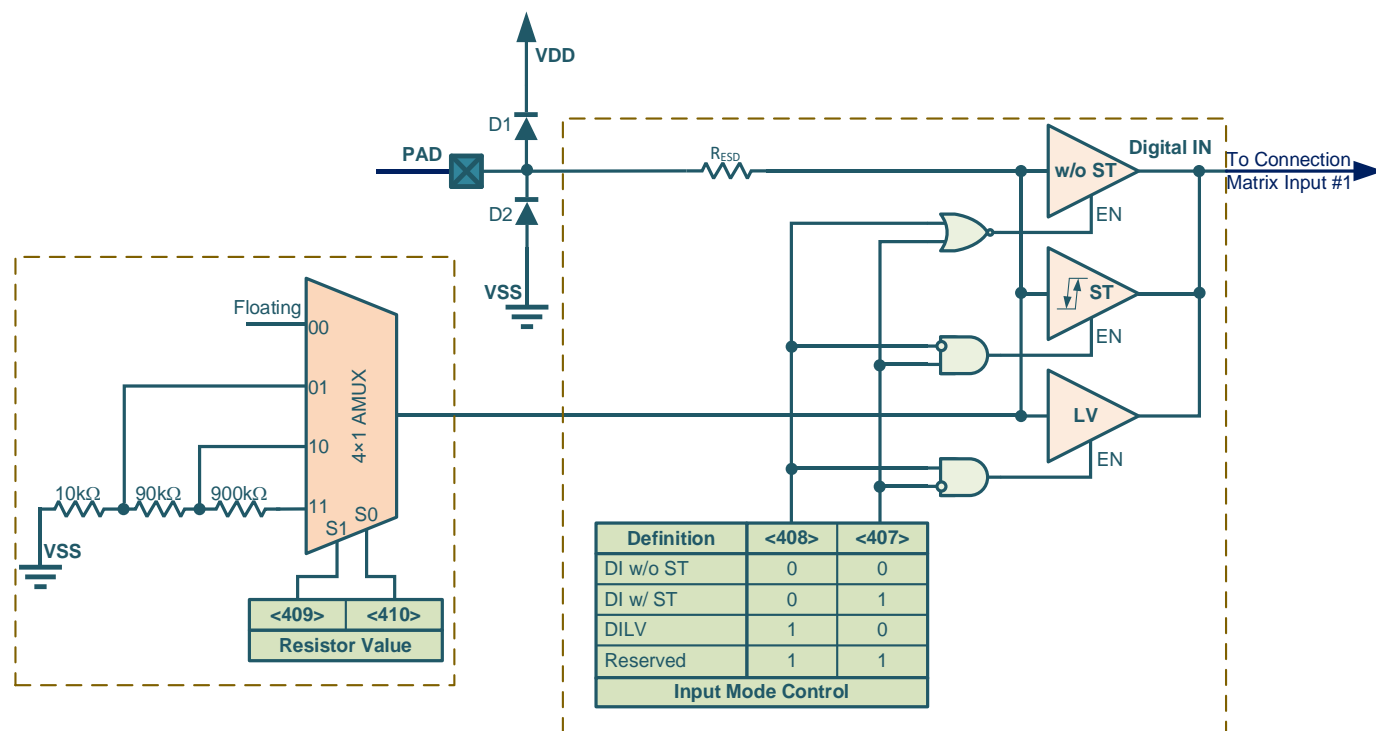 VDD
D1
PAD
R_ESD
Digital IN
w/o ST
To Connection
Matrix Input #1
D2
EN
VSS
ST
Floating
00
EN
01
4×1 AMUX
LV
10
EN
10kΩ
90kΩ
900kΩ
11
S1
S0
VSS
<409>
<410>
Resistor Value
Definition <408> <407>
DI w/o ST 0 0
DI w/ ST 0 1
DILV 1 0
Reserved 1 1
Input Mode Control